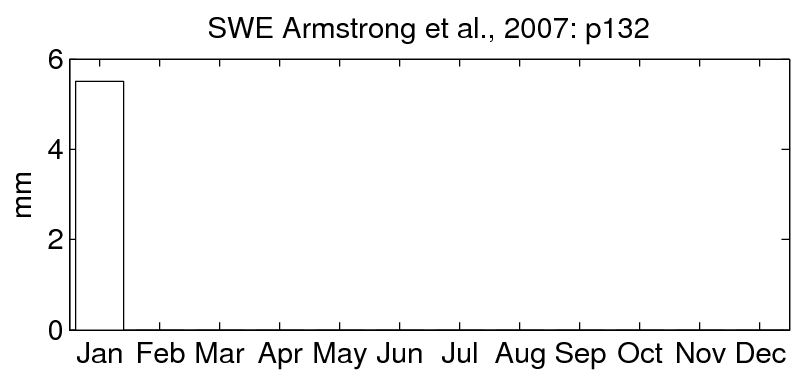 SWE Armstrong et al., 2007: p132
6
4
2
0
mm
Jan Feb Mar Apr May Jun Jul Aug Sep Oct Nov Dec